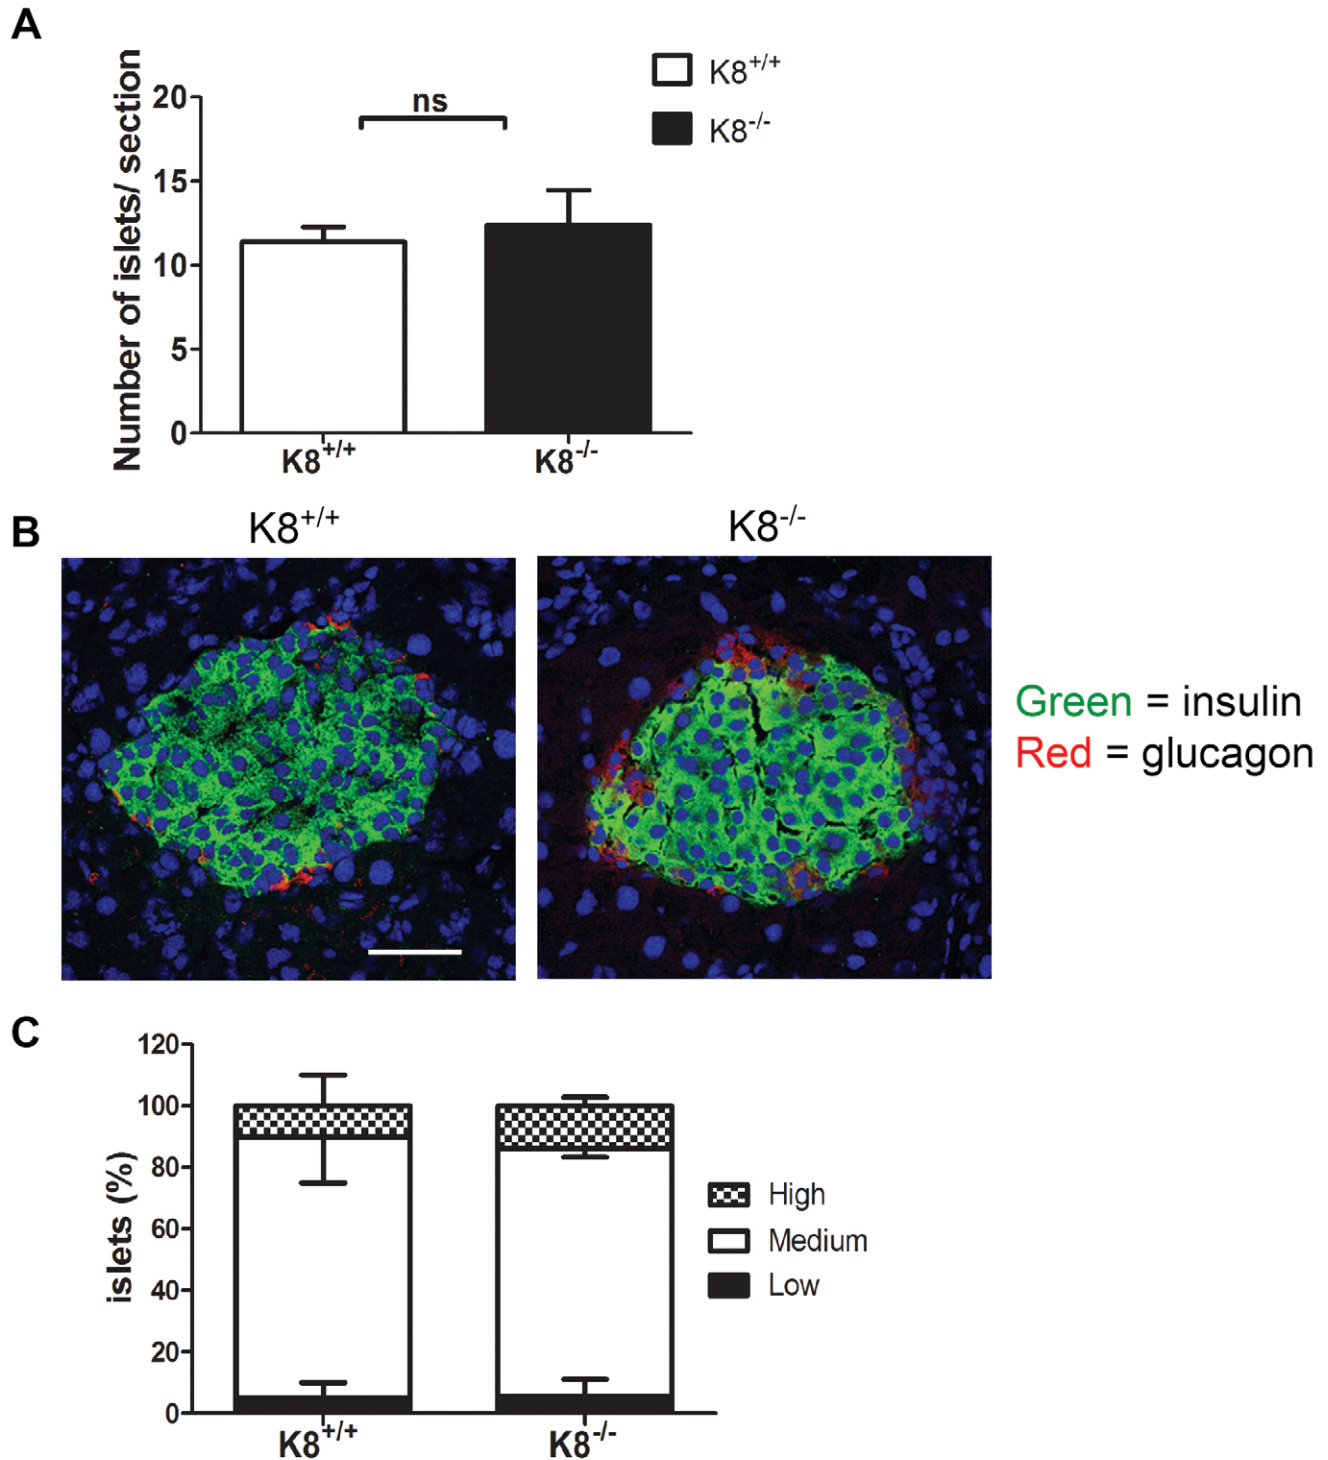 A
Number of islets/ section
20
15
10
5
0
ns
K8+/+
K8-/-
K8+/+
K8-/-
B
K8+/+
K8-/-
Green = insulin
Red = glucagon
C
islets (%)
120
100
80
60
40
20
0
K8+/+
K8-/-
High
Medium
Low